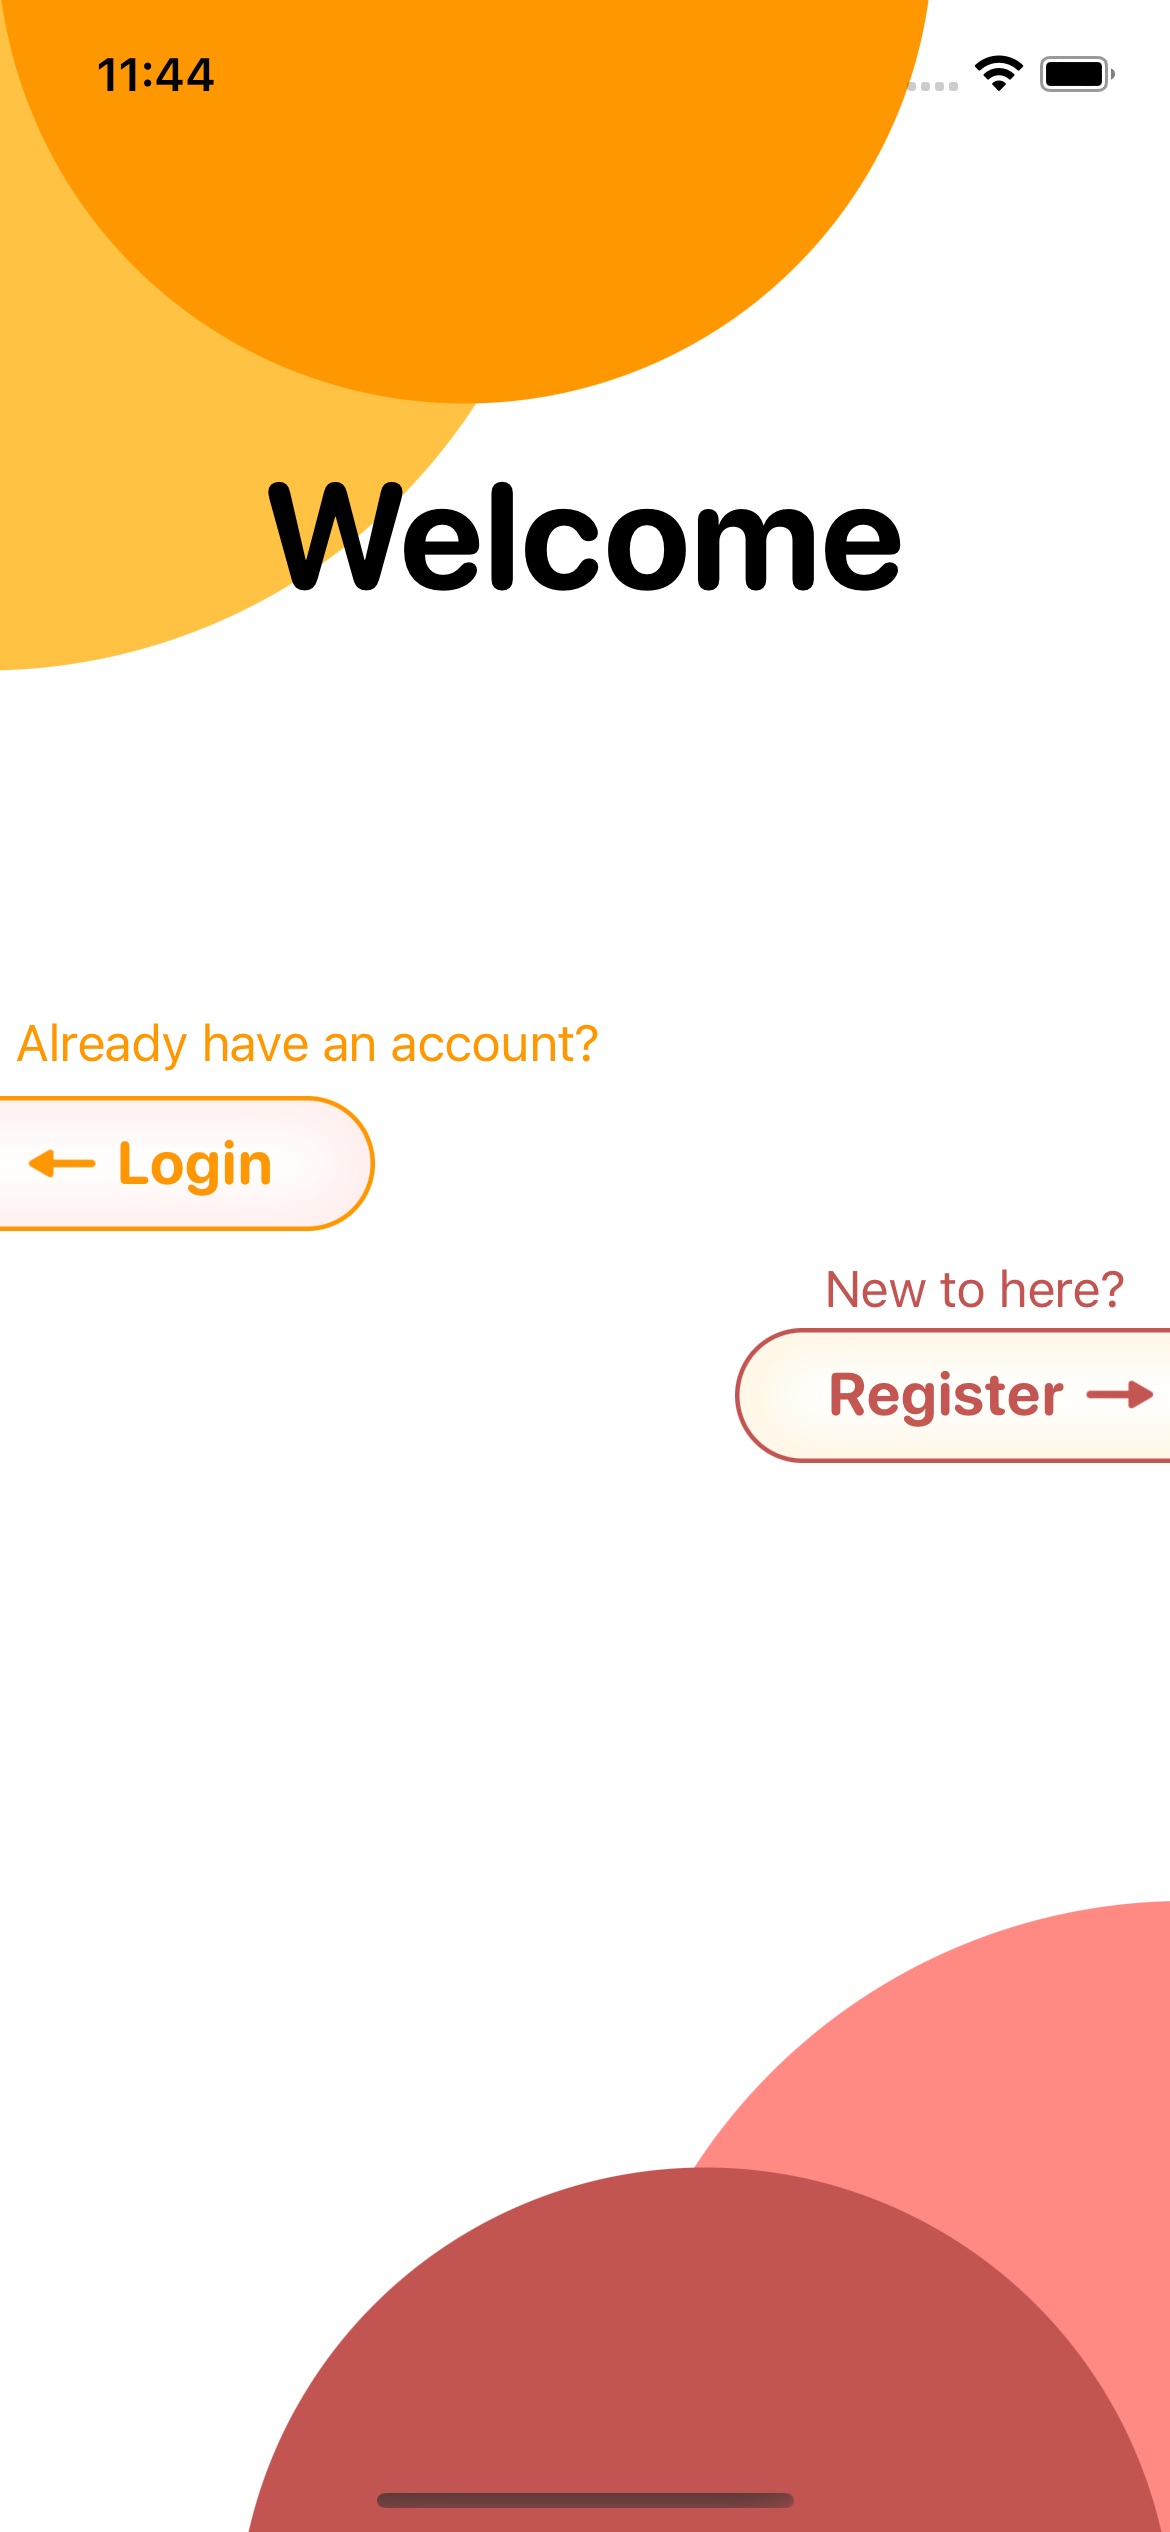 11:44
Welcome
Already have an account?
Login
New to here?
Register